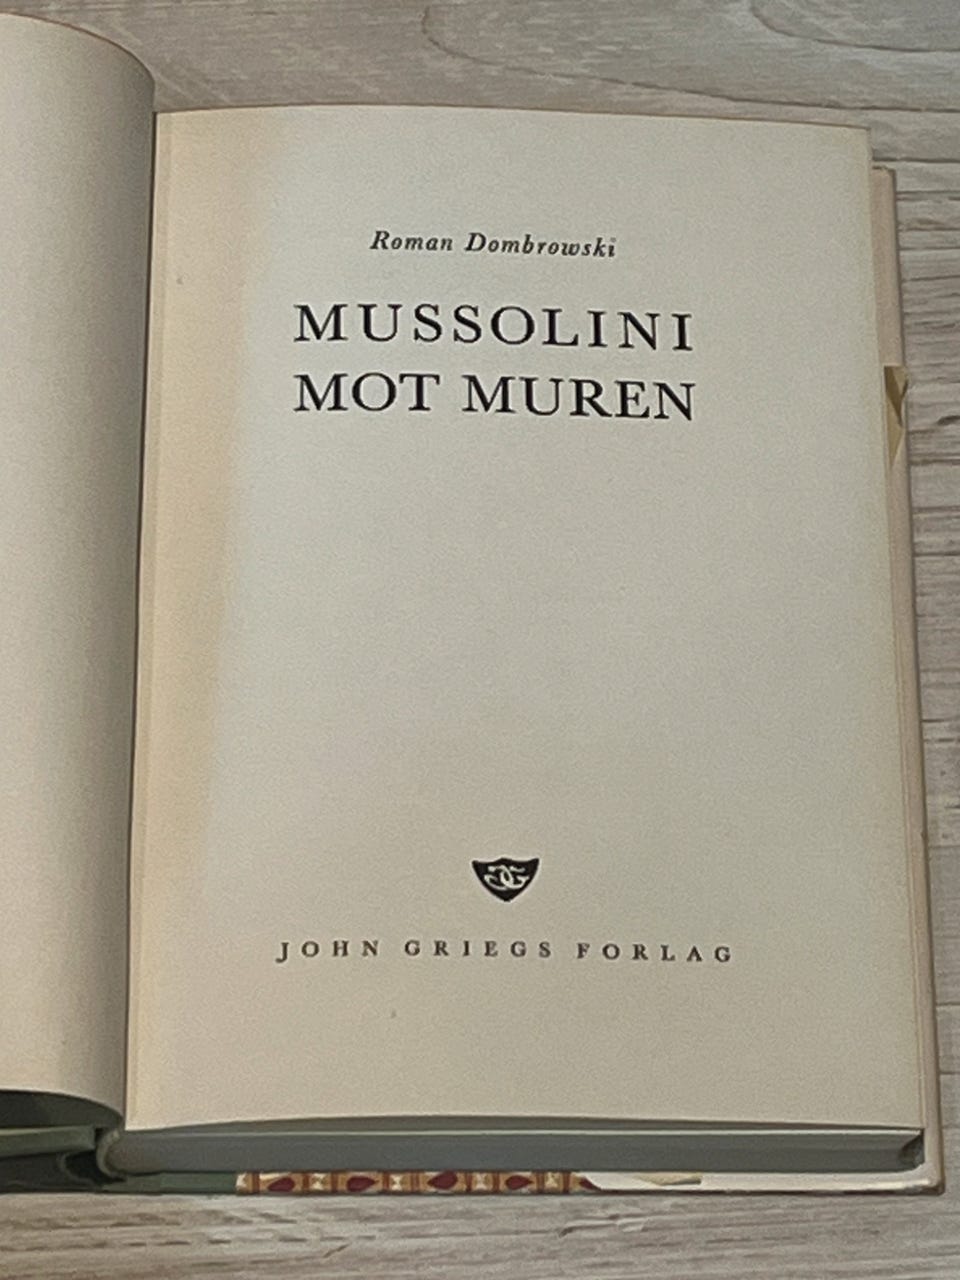 Roman Dombrowski
MUSSOLINI
MOT MUREN
JOHN GRIEGS FORLAG